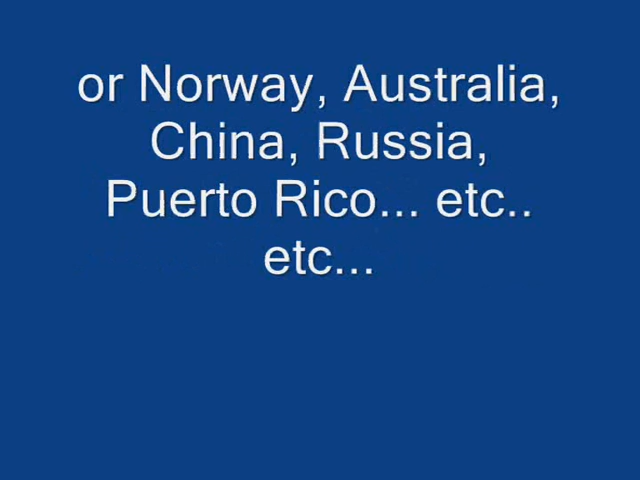 or Norway, Australia,
China, Russia,
Puerto Rico... etc..
etc...